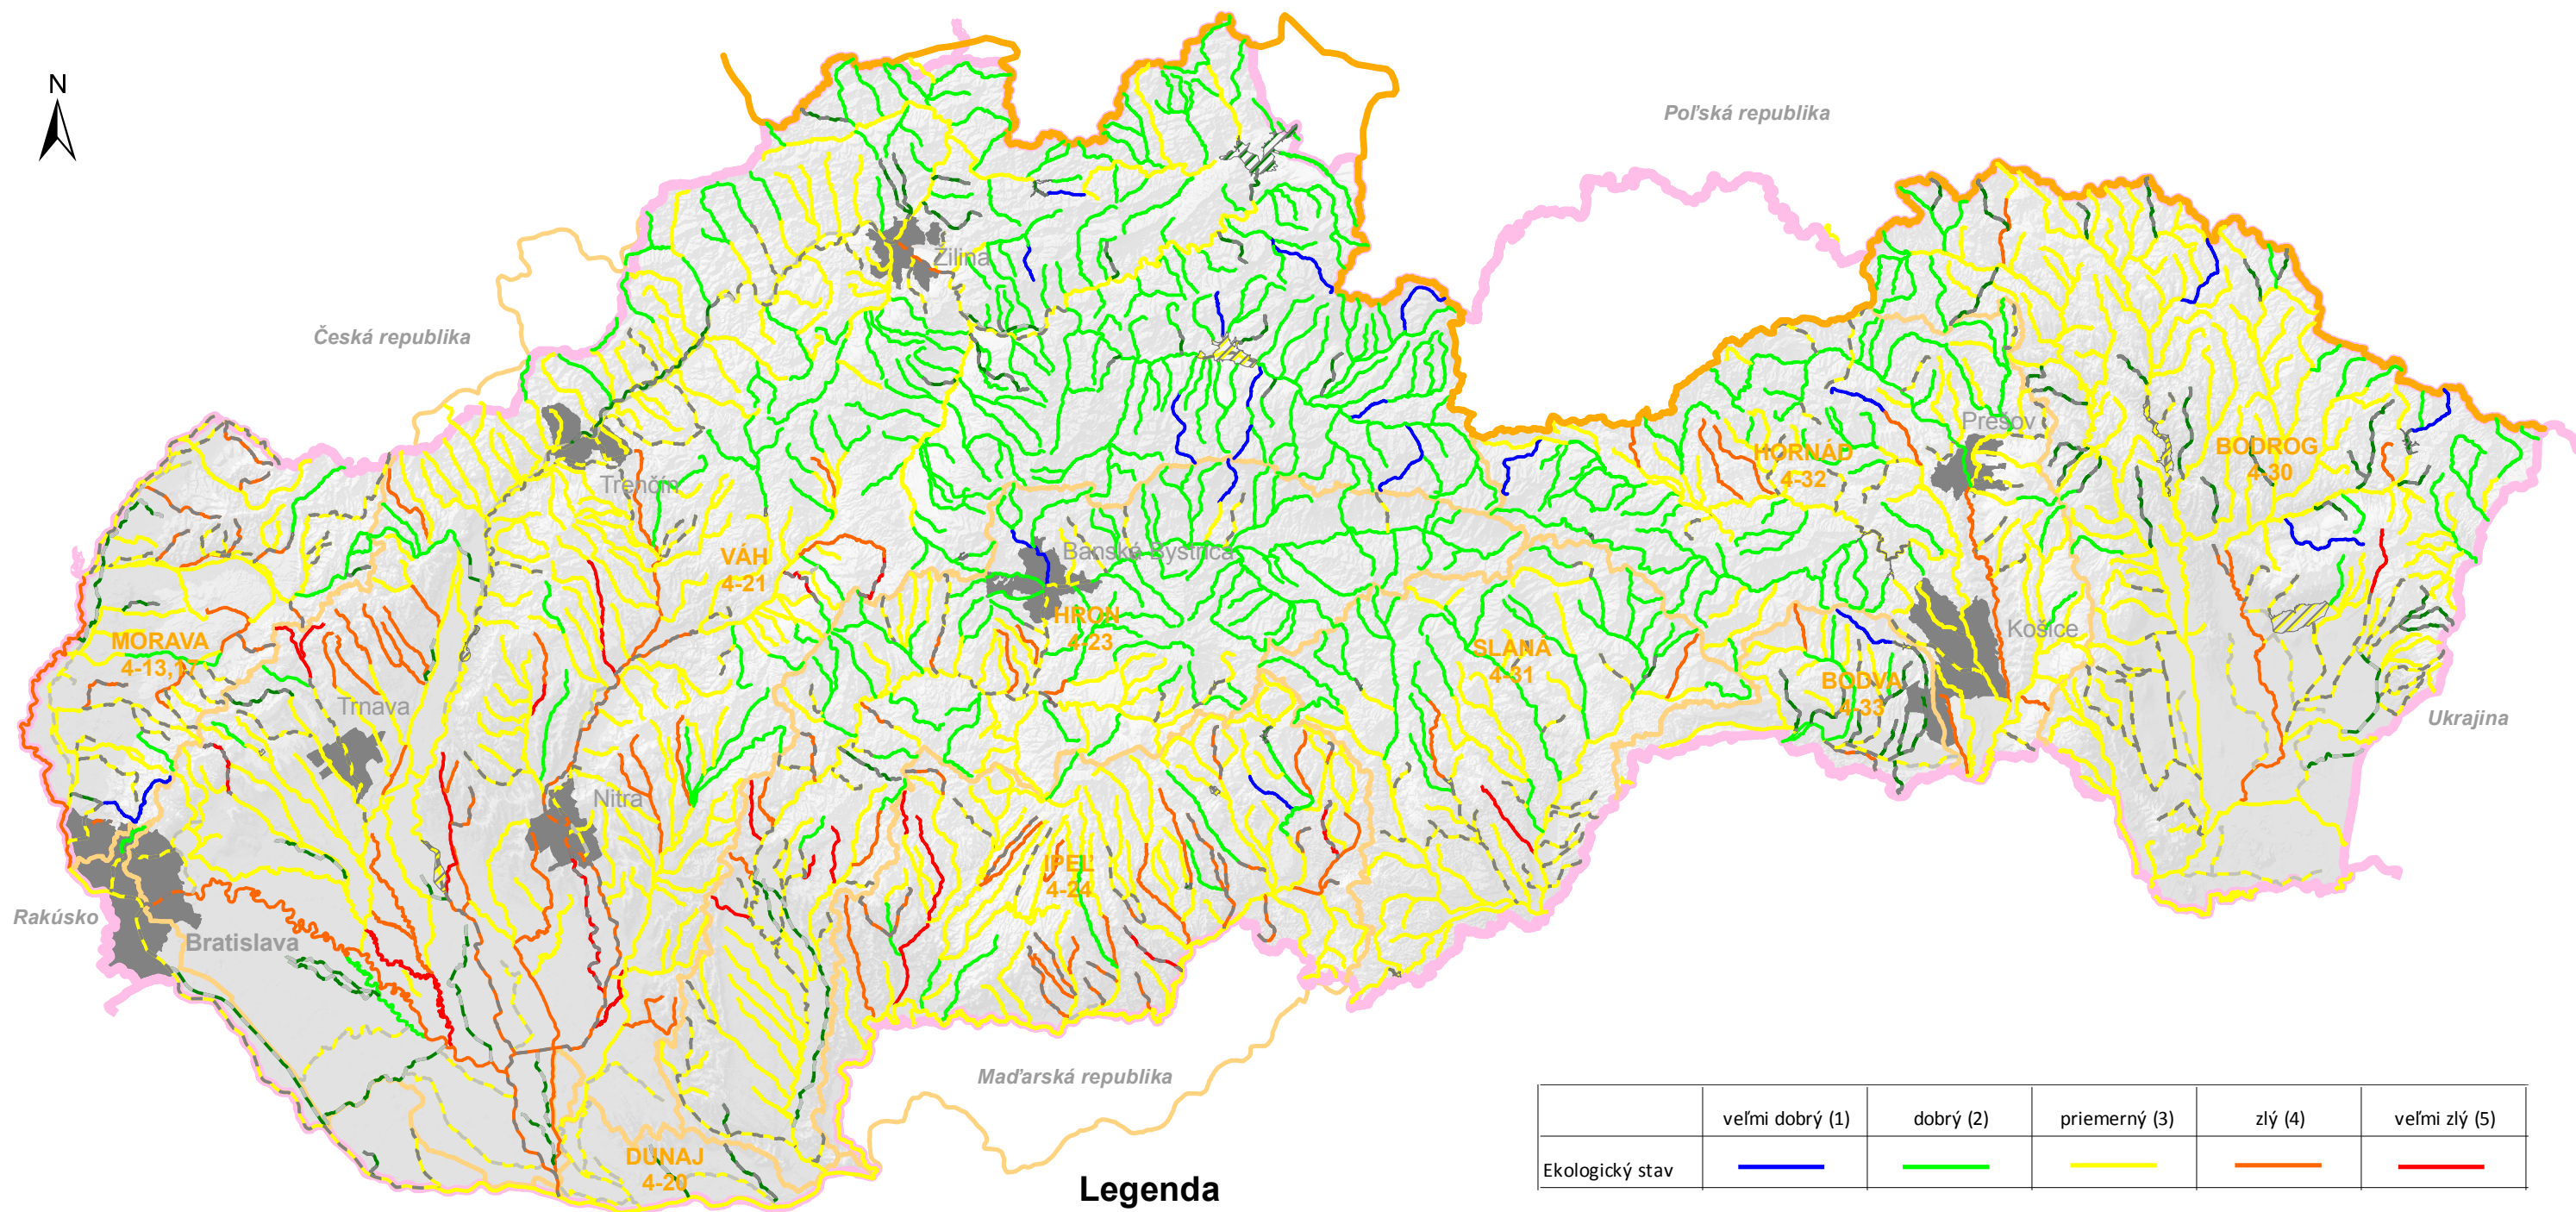 N
Poľská republika
Česká republika
Žilina
Prešov
HORNÁD
4-32
BODROG
4-30
Trenčín
VÁH
4-21
Banská Bystrica
HRON
4-23
MORAVA
4-13,17
SLANÁ
4-31
Košice
BODVA
4-33
Trnava
Ukrajina
Nitra
IPEĽ
4-24
Rakúsko
Bratislava
Maďarská republika
DUNAJ
4-20
Legenda
veľmi dobrý (1) dobrý (2) priemerný (3) zlý (4) veľmi zlý (5)
Ekologický stav